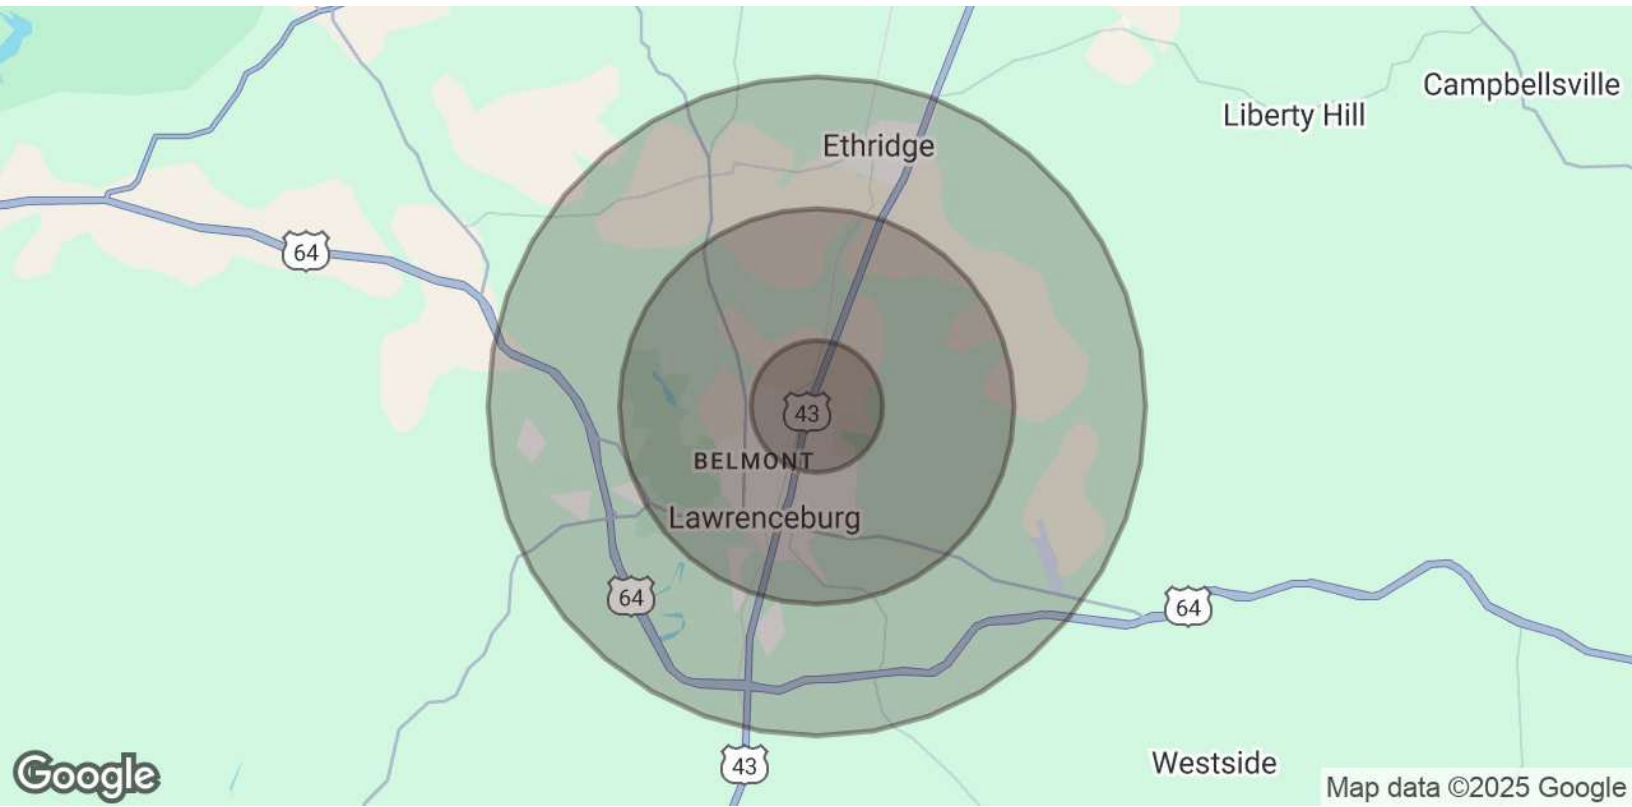 Campbellsville
Liberty Hill
Ethridge
64
43
BELMONT
Lawrenceburg
64
64
43
Westside
Google
Map data ©2025 Google